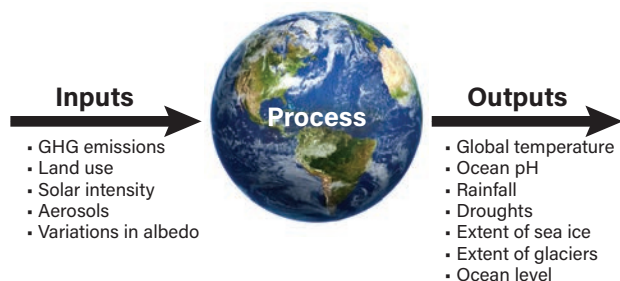 Inputs
▪ GHG emissions
▪ Land use
▪ Solar intensity
▪ Aerosols
▪ Variations in albedo
Process
Outputs
▪ Global temperature
▪ Ocean pH
▪ Rainfall
▪ Droughts
▪ Extent of sea ice
▪ Extent of glaciers
▪ Ocean level